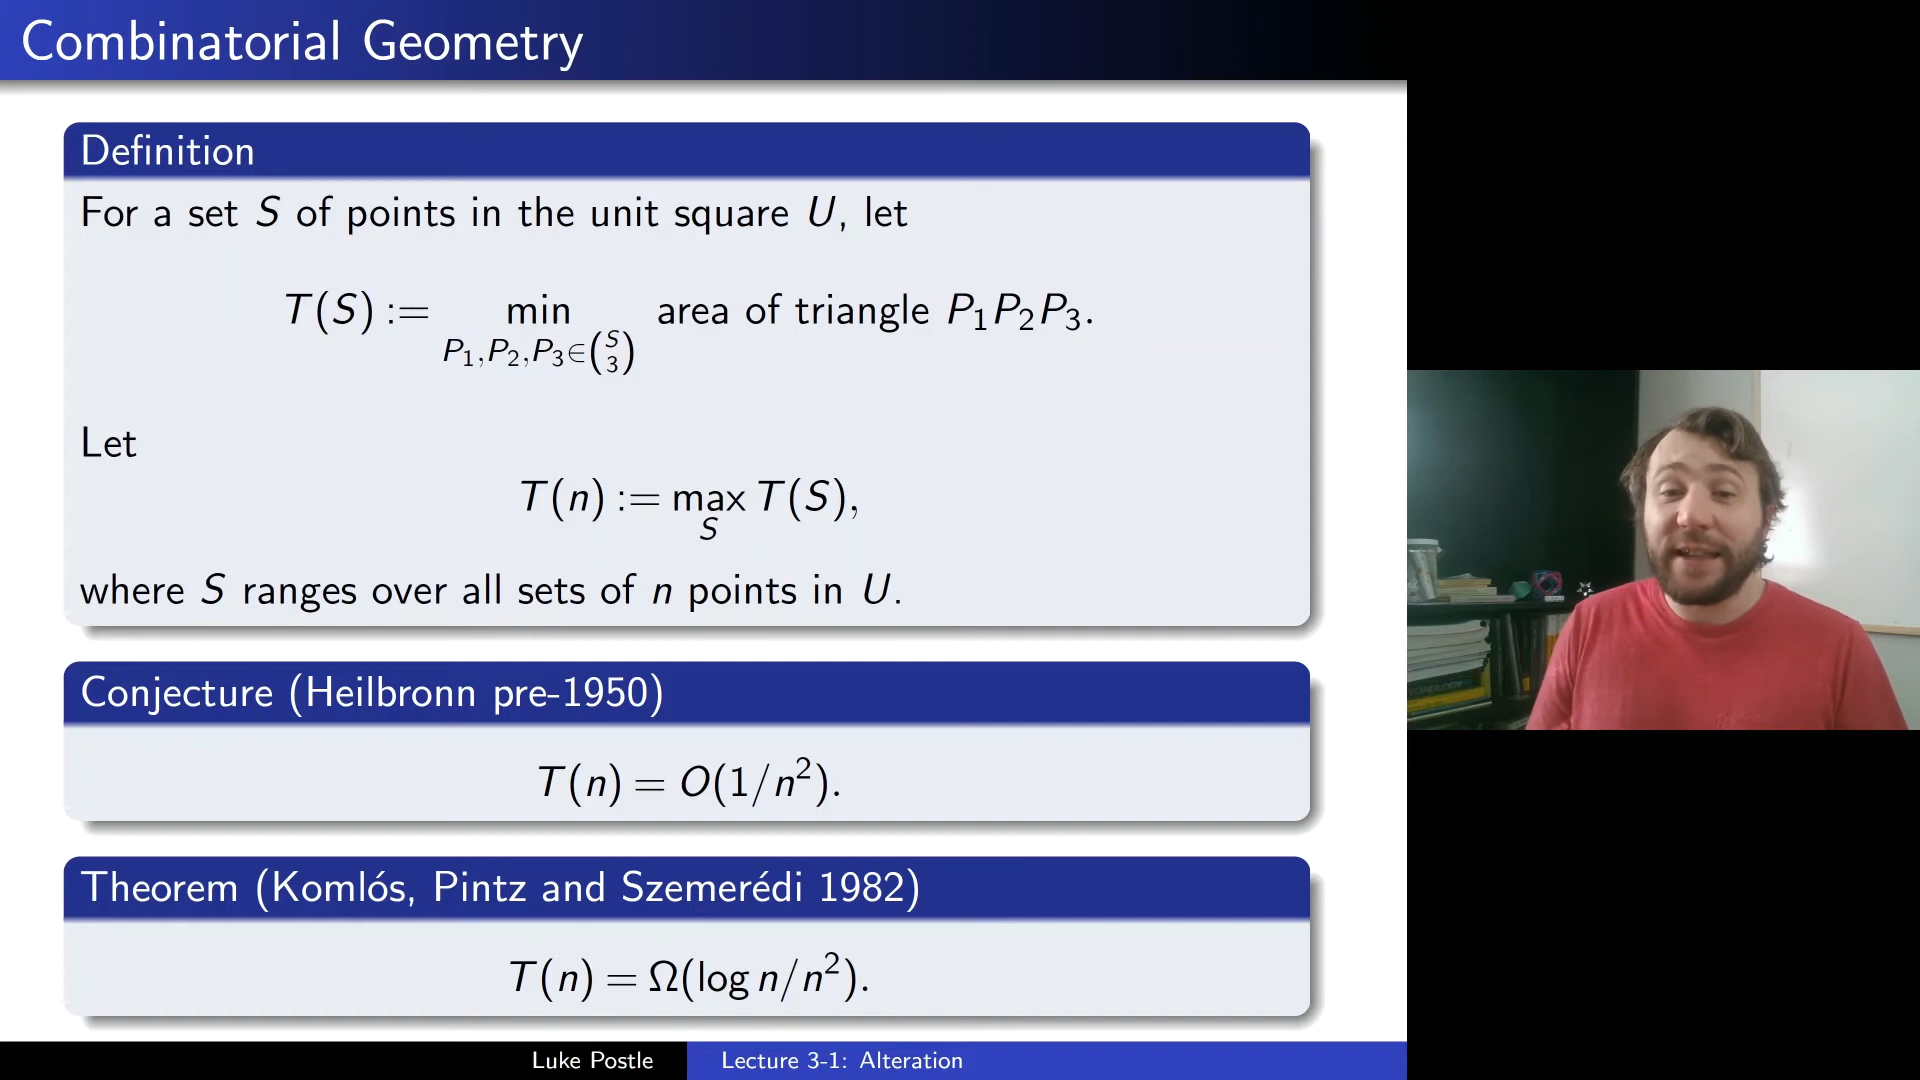 Combinatorial Geometry
Definition
For a set S of points in the unit square U, let
T(S) := min area of triangle P₁P₂P₃.
P₁,P₂,P₃∈(S 3)
Let
T(n) := max T(S),
S
where S ranges over all sets of n points in U.
Conjecture (Heilbronn pre-1950)
T(n) = O(1/n²).
Theorem (Komlós, Pintz and Szemerédi 1982)
T(n) = Ω(log n/n²).
Luke Postle
Lecture 3-1: Alteration